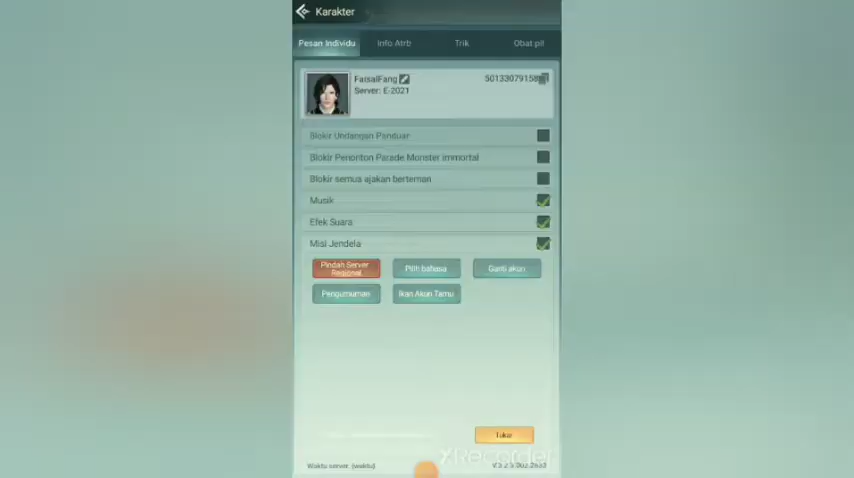 Karakter
Pesan Individu Info Atrb Trik Obat pil
FaisalFang
Server: E-2021
Blokir Undangan Panduan
Blokir Penonton Parade Monster immortal
Blokir semua ajakan berteman
Musik
Efek Suara
Misi Jendela
Pindah Server Regional
Pilih bahasa
Ganti akun
Pengumuman
Ikan Akun Tamu
Tukar
XRecorder
Waktu server: (waktu)